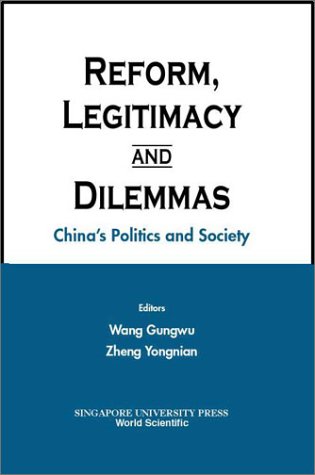 REFORM,
LEGITIMACY
AND
DILEMMAS
China's Politics and Society
Editors
Wang Gungwu
Zheng Yongnian
SINGAPORE UNIVERSITY PRESS
World Scientific